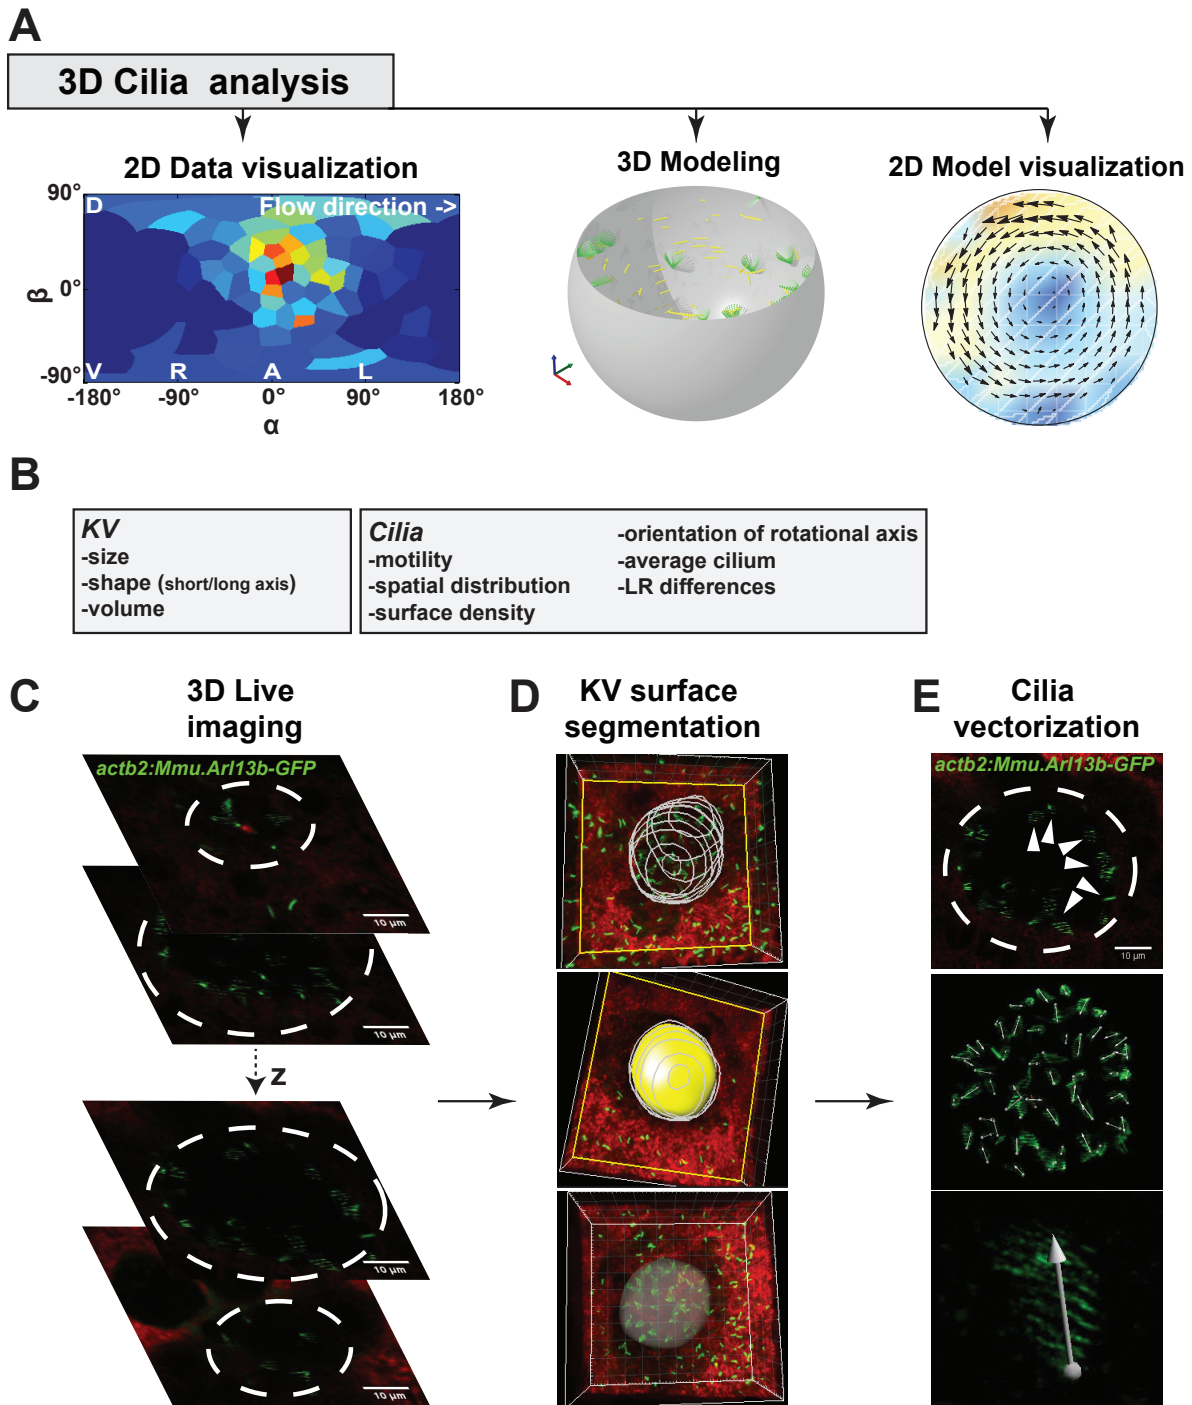 A
3D Cilia analysis
2D Data visualization
3D Modeling
2D Model visualization
90°
D
Flow direction ->
β
0°
-90°
V
R
A
L
-180°
-90°
0°
90°
180°
α
B
KV
-size
-shape (short/long axis)
-volume
Cilia
-motility
-spatial distribution
-surface density
-orientation of rotational axis
-average cilium
-LR differences
C
3D Live
imaging
actb2:Mmu.Arl13b-GFP
10 µm
10 µm
z
10 µm
10 µm
D
KV surface
segmentation
E
Cilia
vectorization
actb2:Mmu.Arl13b-GFP
10 µm